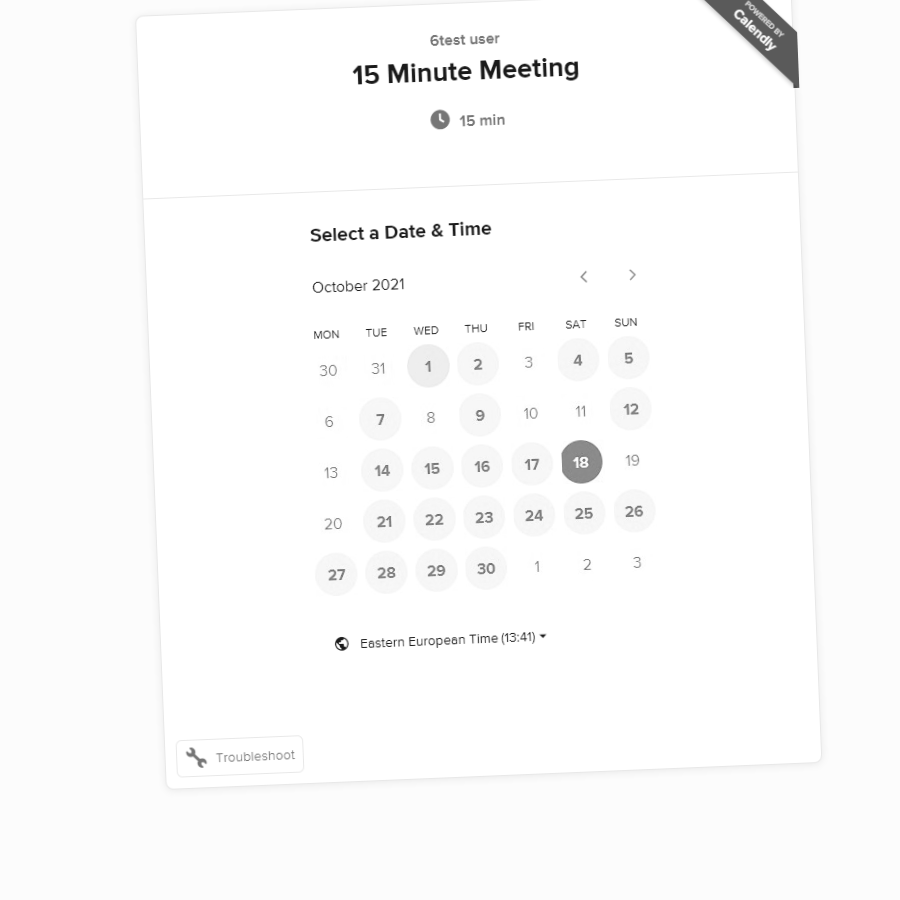 POWERED BY
Calendly
6test user
15 Minute Meeting
15 min
Select a Date & Time
October 2021
MON TUE WED THU FRI SAT SUN
30 31 1 2 3 4 5
6 7 8 9 10 11 12
13 14 15 16 17 18 19
20 21 22 23 24 25 26
27 28 29 30 1 2 3
Eastern European Time (13:41)
Troubleshoot